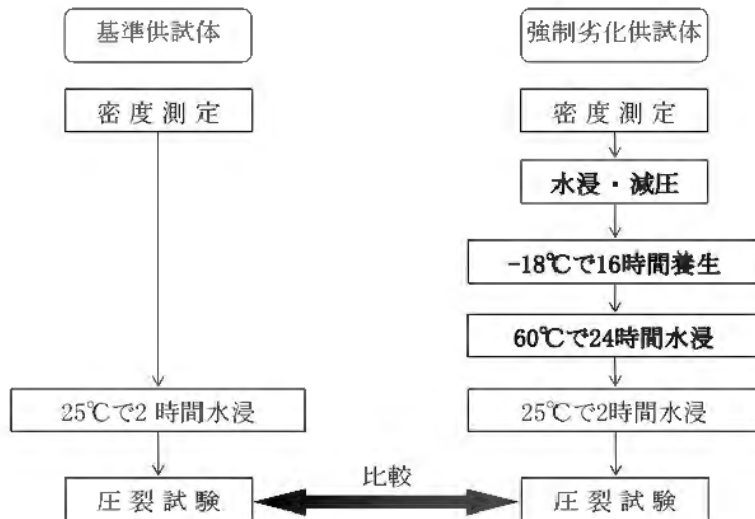 基準供試体
密度測定
25℃で2時間水浸
圧裂試験
比較
強制劣化供試体
密度測定
水浸・減圧
-18℃で16時間養生
60℃で24時間水浸
25℃で2時間水浸
圧裂試験